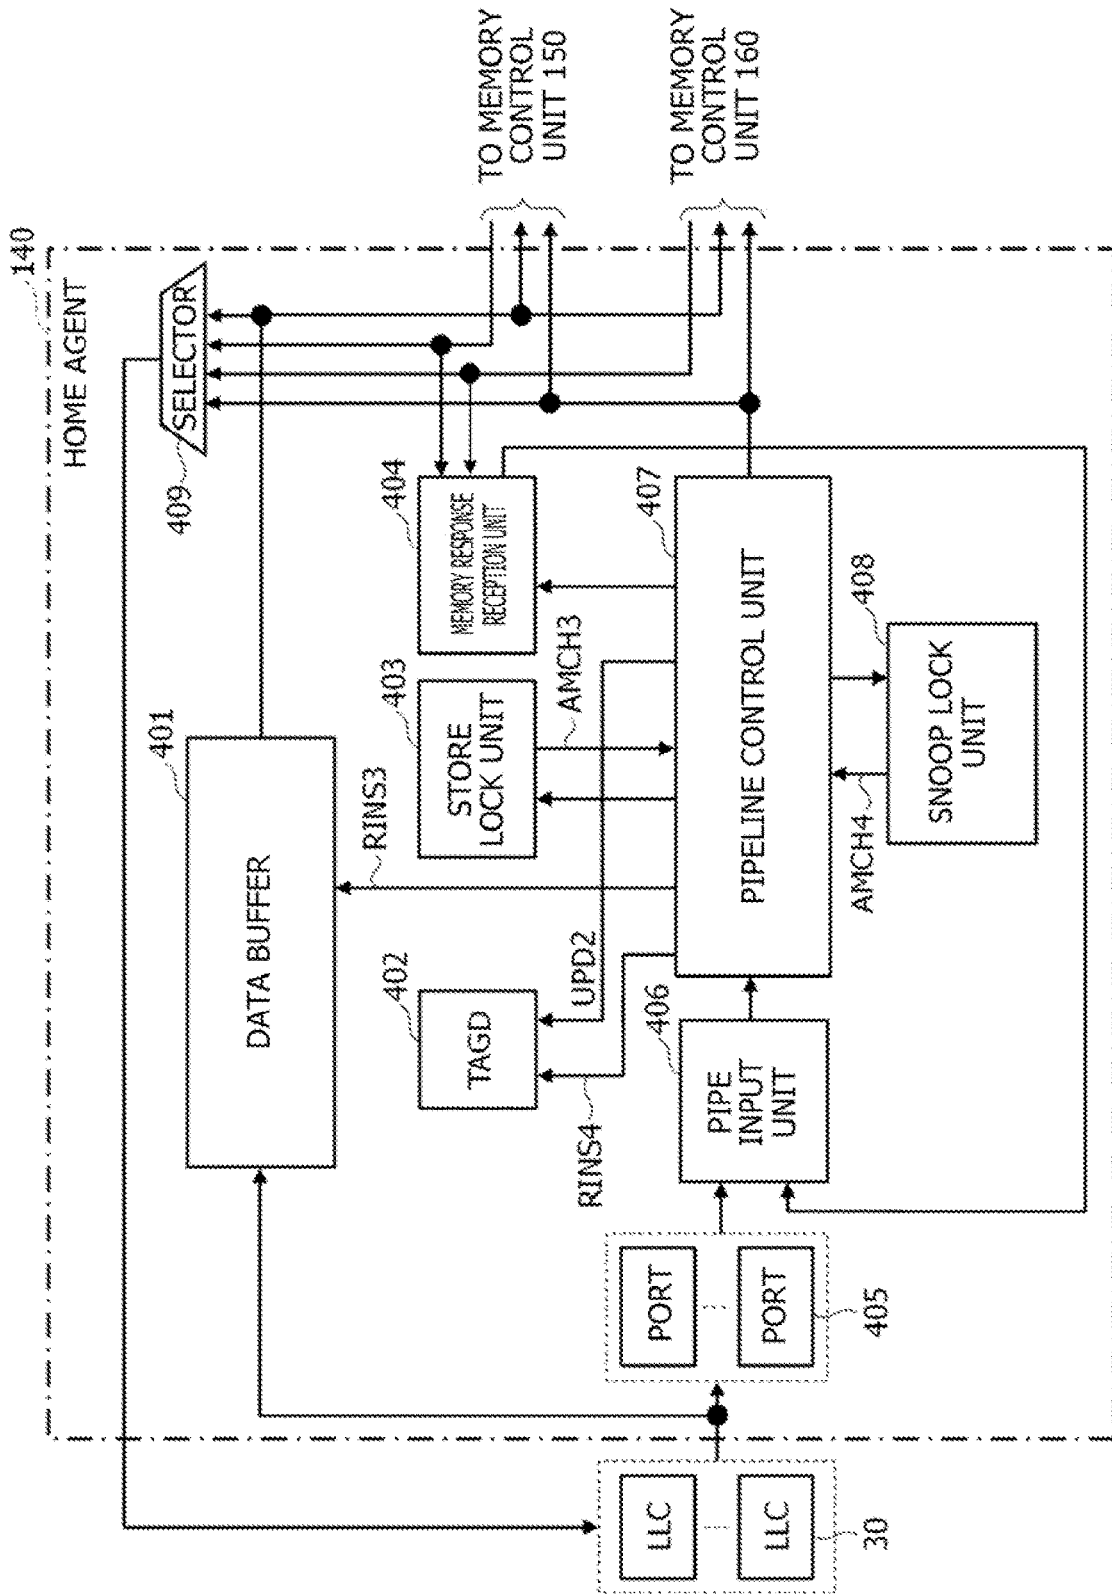 140
HOME AGENT
SELECTOR
409
TO MEMORY
CONTROL
UNIT 150
TO MEMORY
CONTROL
UNIT 160
401
DATA BUFFER
RINS3
402
TAGD
UPD2
RINS4
403
STORE
LOCK UNIT
AMCH3
404
MEMORY RESPONSE
RECEPTION UNIT
407
PIPELINE CONTROL UNIT
406
PIPE
INPUT
UNIT
408
SNOOP LOCK
UNIT
AMCH4
PORT
PORT
405
LLC
LLC
30